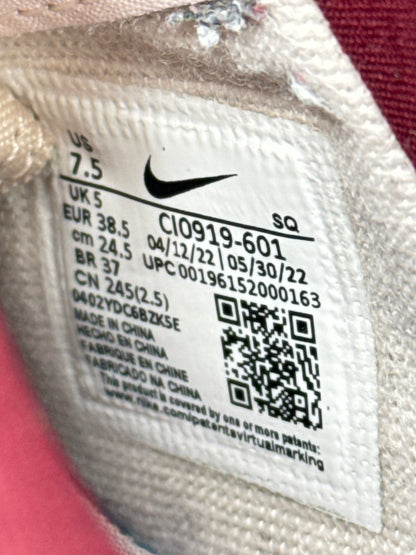 US
7.5
SQ
UK 5
EUR 38.5
cm 24.5
BR 37
CN 245(2.5)
CI0919-601
04/12/22 | 05/30/22
UPC 00196152000163
0402YDC6BZK5E
MADE IN CHINA
HECHO EN CHINA
FABRIQUE EN CHINE
FABRICADO NA CHINA
This product is covered by one or more patents:
www.nike.com/patentsvirtualmarking